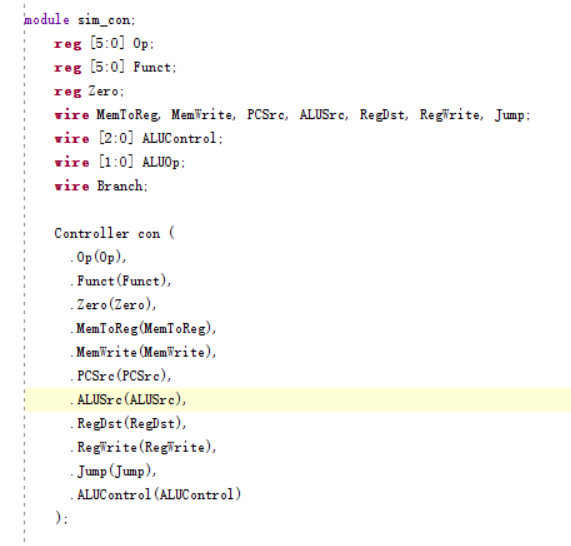 module sim_con;
reg [5:0] Op;
reg [5:0] Funct;
reg Zero;
wire MemToReg, MemWrite, PCSrc, ALUSrc, RegDst, RegWrite, Jump;
wire [2:0] ALUControl;
wire [1:0] ALUOp;
wire Branch;
Controller con (
.Op(Op),
.Funct(Funct),
.Zero(Zero),
.MemToReg(MemToReg),
.MemWrite(MemWrite),
.PCSrc(PCSrc),
.ALUSrc(ALUSrc),
.RegDst(RegDst),
.RegWrite(RegWrite),
.Jump(Jump),
.ALUControl(ALUControl)
);